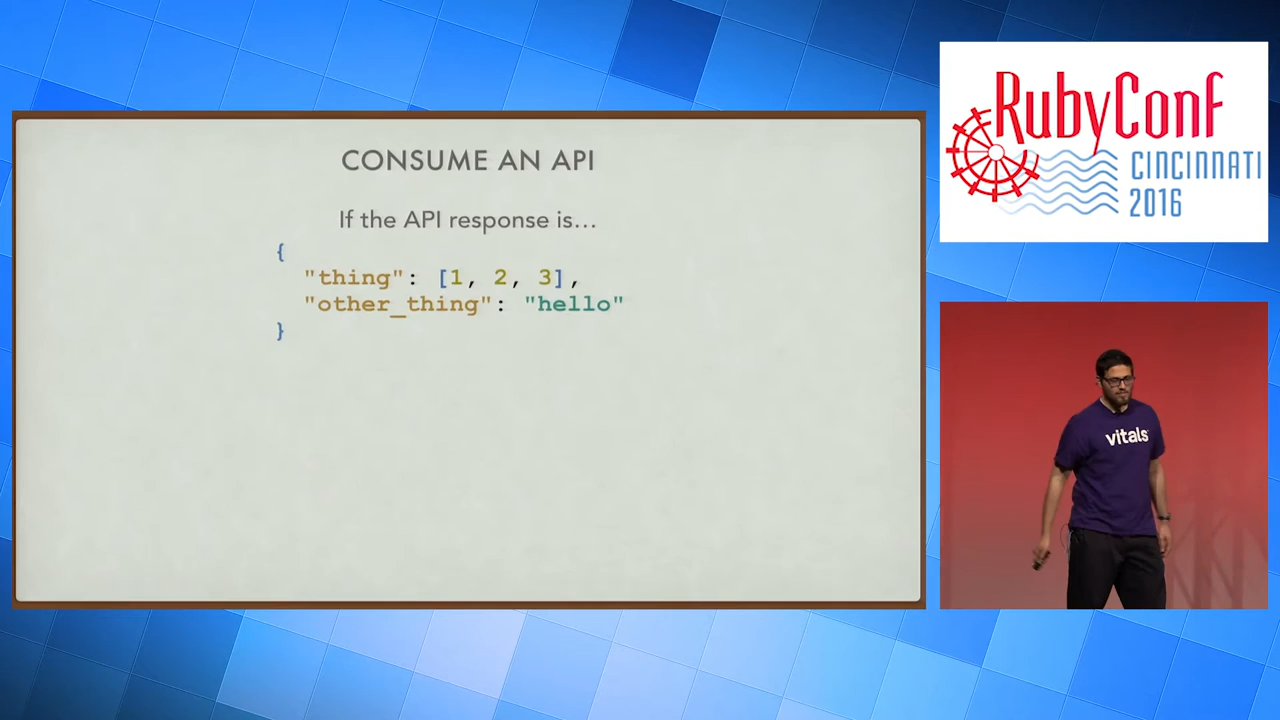 CONSUME AN API
If the API response is...
{
"thing": [1, 2, 3],
"other_thing": "hello"
}
RubyConf
CINCINNATI
2016
vitals